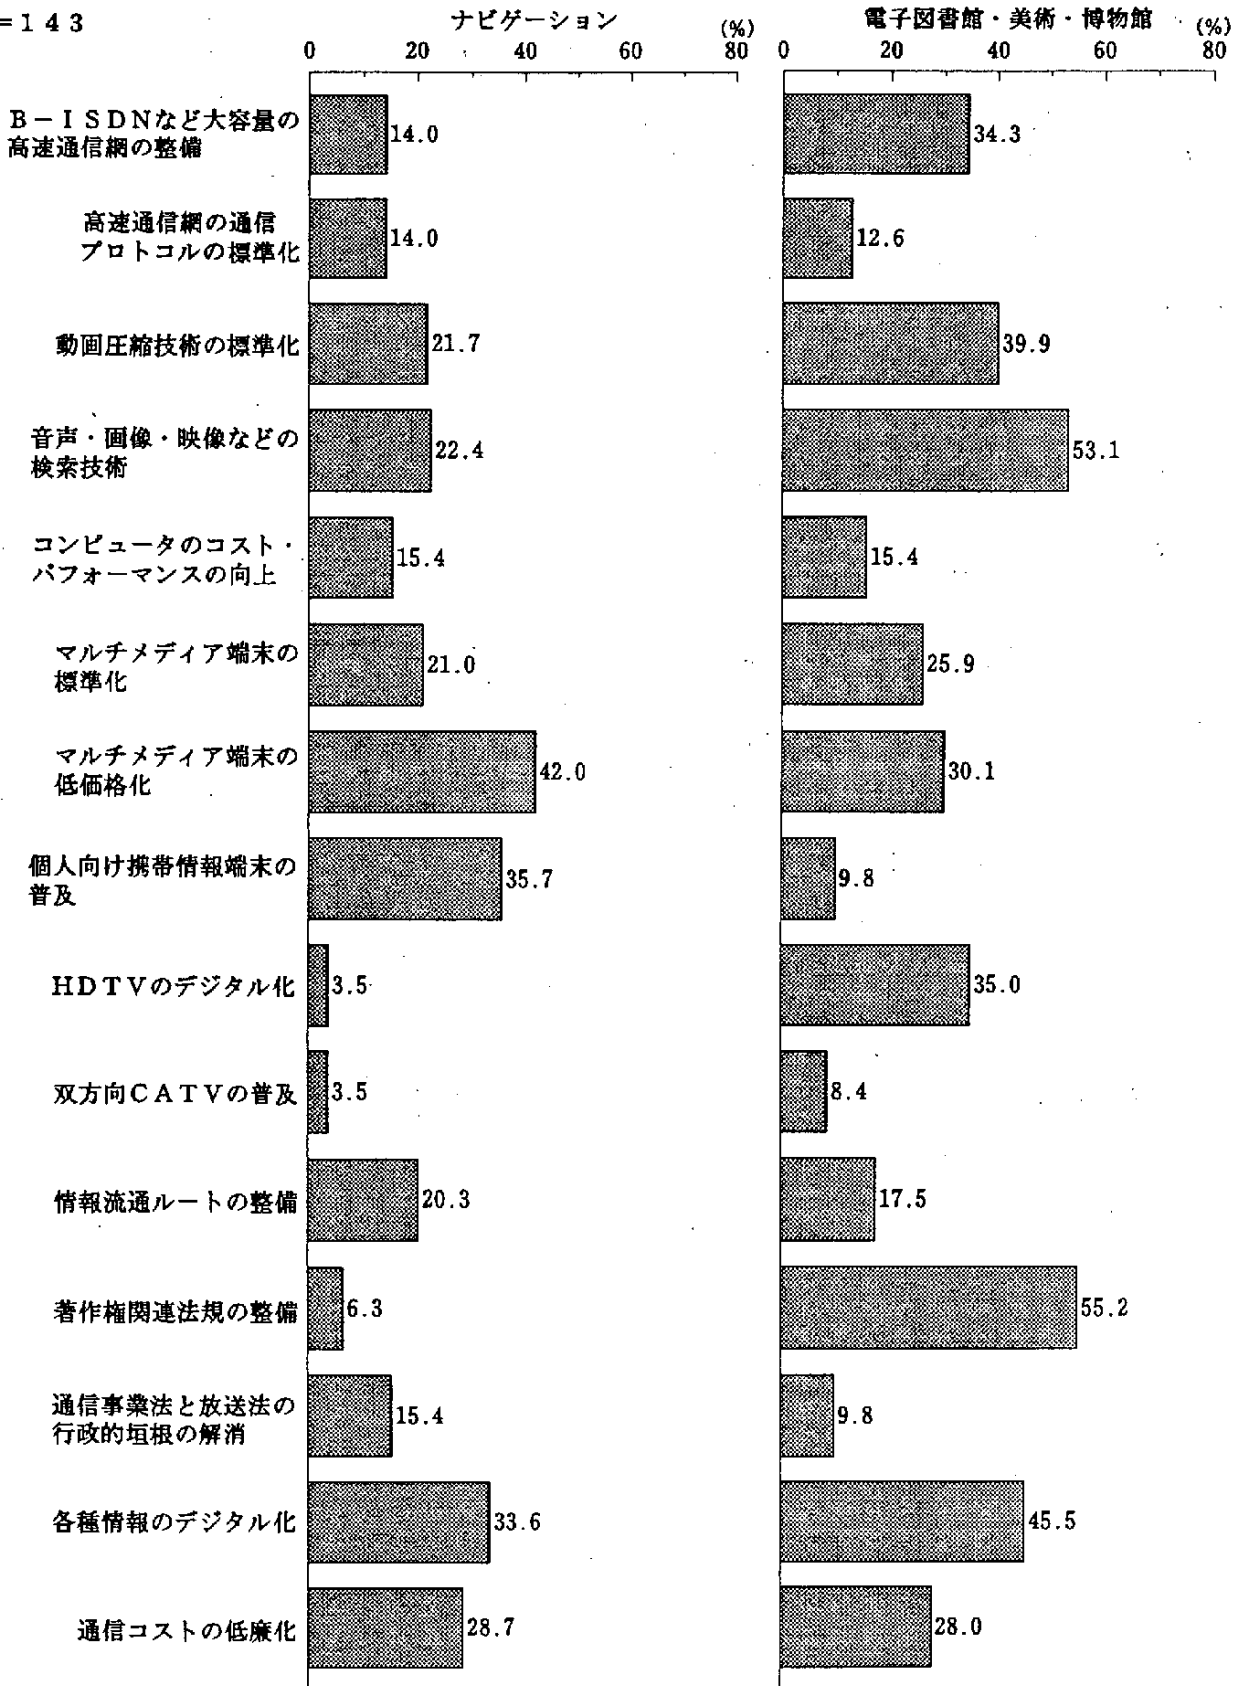 =１４３
ナビゲーション
(%)
電子図書館・美術・博物館
(%)
0 20 40 60 80
0 20 40 60 80
Ｂ－ＩＳＤＮなど大容量の
高速通信網の整備
14.0
34.3
高速通信網の通信
プロトコルの標準化
14.0
12.6
動画圧縮技術の標準化
21.7
39.9
音声・画像・映像などの
検索技術
22.4
53.1
コンピュータのコスト・
パフォーマンスの向上
15.4
15.4
マルチメディア端末の
標準化
21.0
25.9
マルチメディア端末の
低価格化
42.0
30.1
個人向け携帯情報端末の
普及
35.7
9.8
ＨＤＴＶのデジタル化
3.5
35.0
双方向ＣＡＴＶの普及
3.5
8.4
情報流通ルートの整備
20.3
17.5
著作権関連法規の整備
6.3
55.2
通信事業法と放送法の
行政的垣根の解消
15.4
9.8
各種情報のデジタル化
33.6
45.5
通信コストの低廉化
28.7
28.0